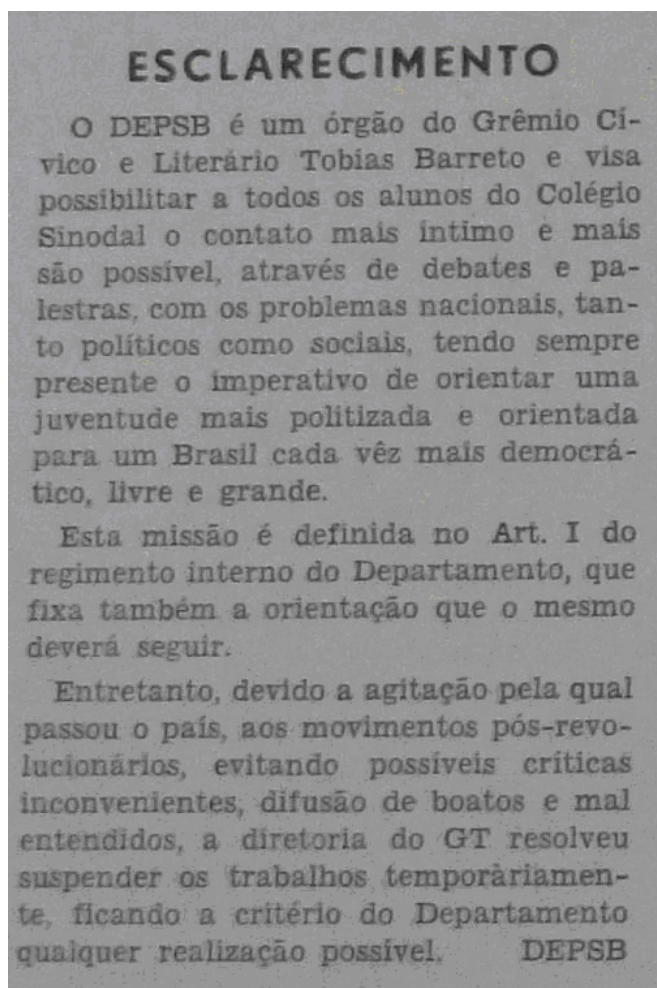 ESCLARECIMENTO
O DEPSB é um órgão do Grêmio Cí-
vico e Literário Tobias Barreto e visa
possibilitar a todos os alunos do Colégio
Sinodal o contato mais íntimo e mais
são possível, através de debates e pa-
lestras, com os problemas nacionais, tan-
to políticos como sociais, tendo sempre
presente o imperativo de orientar uma
juventude mais politizada e orientada
para um Brasil cada vêz mais democrá-
tico, livre e grande.
Esta missão é definida no Art. I do
regimento interno do Departamento, que
fixa também a orientação que o mesmo
deverá seguir.
Entretanto, devido a agitação pela qual
passou o país, aos movimentos pós-revo-
lucionários, evitando possíveis críticas
inconvenientes, difusão de boatos e mal
entendidos, a diretoria do GT resolveu
suspender os trabalhos temporàriamen-
te, ficando a critério do Departamento
qualquer realização possível. DEPSB